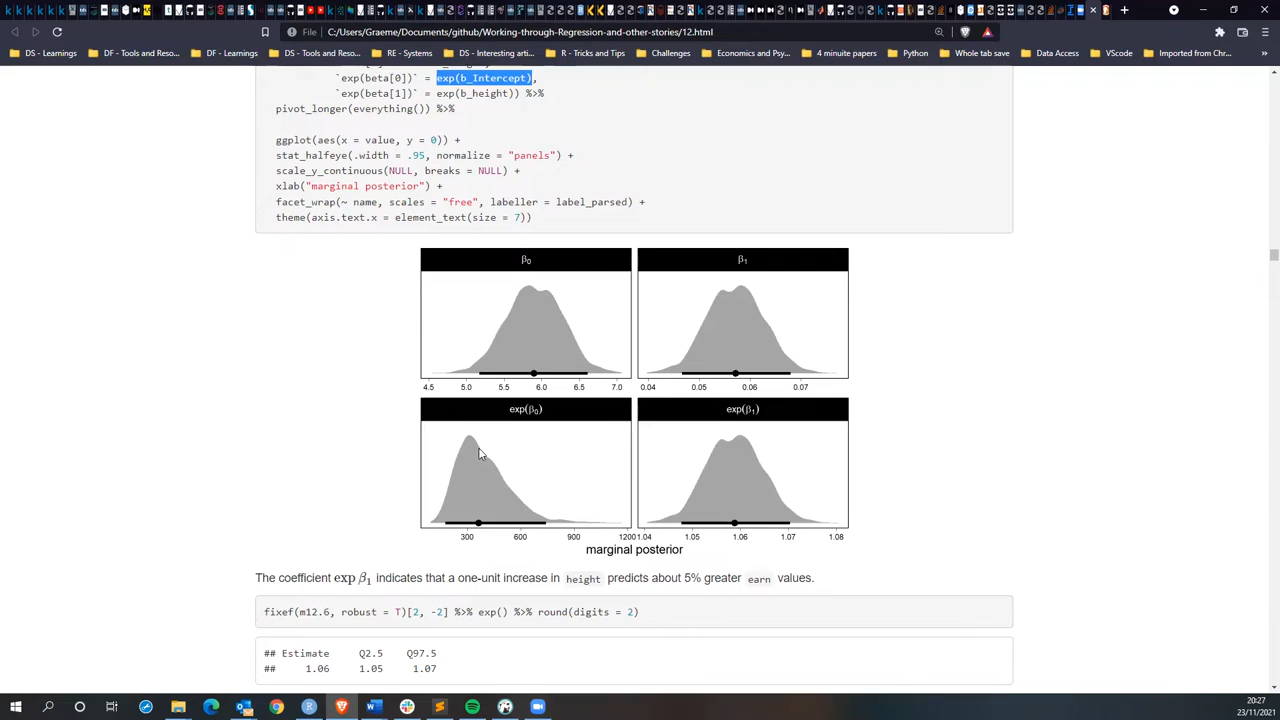 File
C:/Users/Graeme/Documents/github/Working-through-Regression-and-other-stories/12.html
DS - Learnings
DF - Tools and Reso...
DF - Learnings
DS - Tools and Reso...
RE - Systems
DS - Interesting arti...
R - Tricks and Tips
Challenges
Economics and Psy...
4 minuite papers
Python
Whole tab save
Data Access
VScode
Imported from Chr...
`exp(beta[0])` = exp(b_Intercept),
`exp(beta[1])` = exp(b_height)) %>%
pivot_longer(everything()) %>%
ggplot(aes(x = value, y = 0)) +
stat_halfeye(.width = .95, normalize = "panels") +
scale_y_continuous(NULL, breaks = NULL) +
xlab("marginal posterior") +
facet_wrap(~ name, scales = "free", labeller = label_parsed) +
theme(axis.text.x = element_text(size = 7))
β0
β1
4.5 5.0 5.5 6.0 6.5 7.0
0.04 0.05 0.06 0.07
exp(β0)
exp(β1)
300 600 900 1200
1.04 1.05 1.06 1.07 1.08
marginal posterior
The coefficient exp β1 indicates that a one-unit increase in height predicts about 5% greater earn values.
fixef(m12.6, robust = T)[2, -2] %>% exp() %>% round(digits = 2)
## Estimate Q2.5 Q97.5
## 1.06 1.05 1.07
20:27
23/11/2021